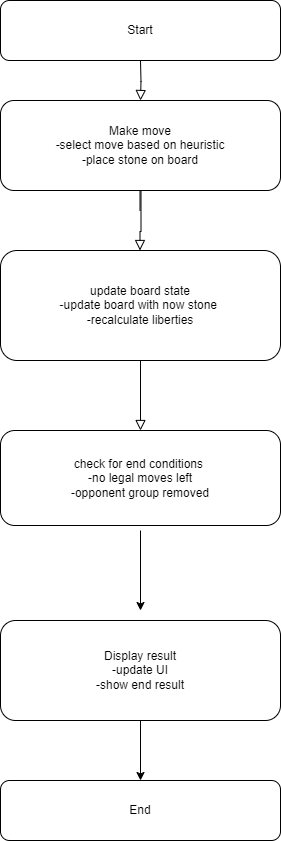 Start
Make move
-select move based on heuristic
-place stone on board
update board state
-update board with now stone
-recalculate liberties
check for end conditions
-no legal moves left
-opponent group removed
Display result
-update UI
-show end result
End